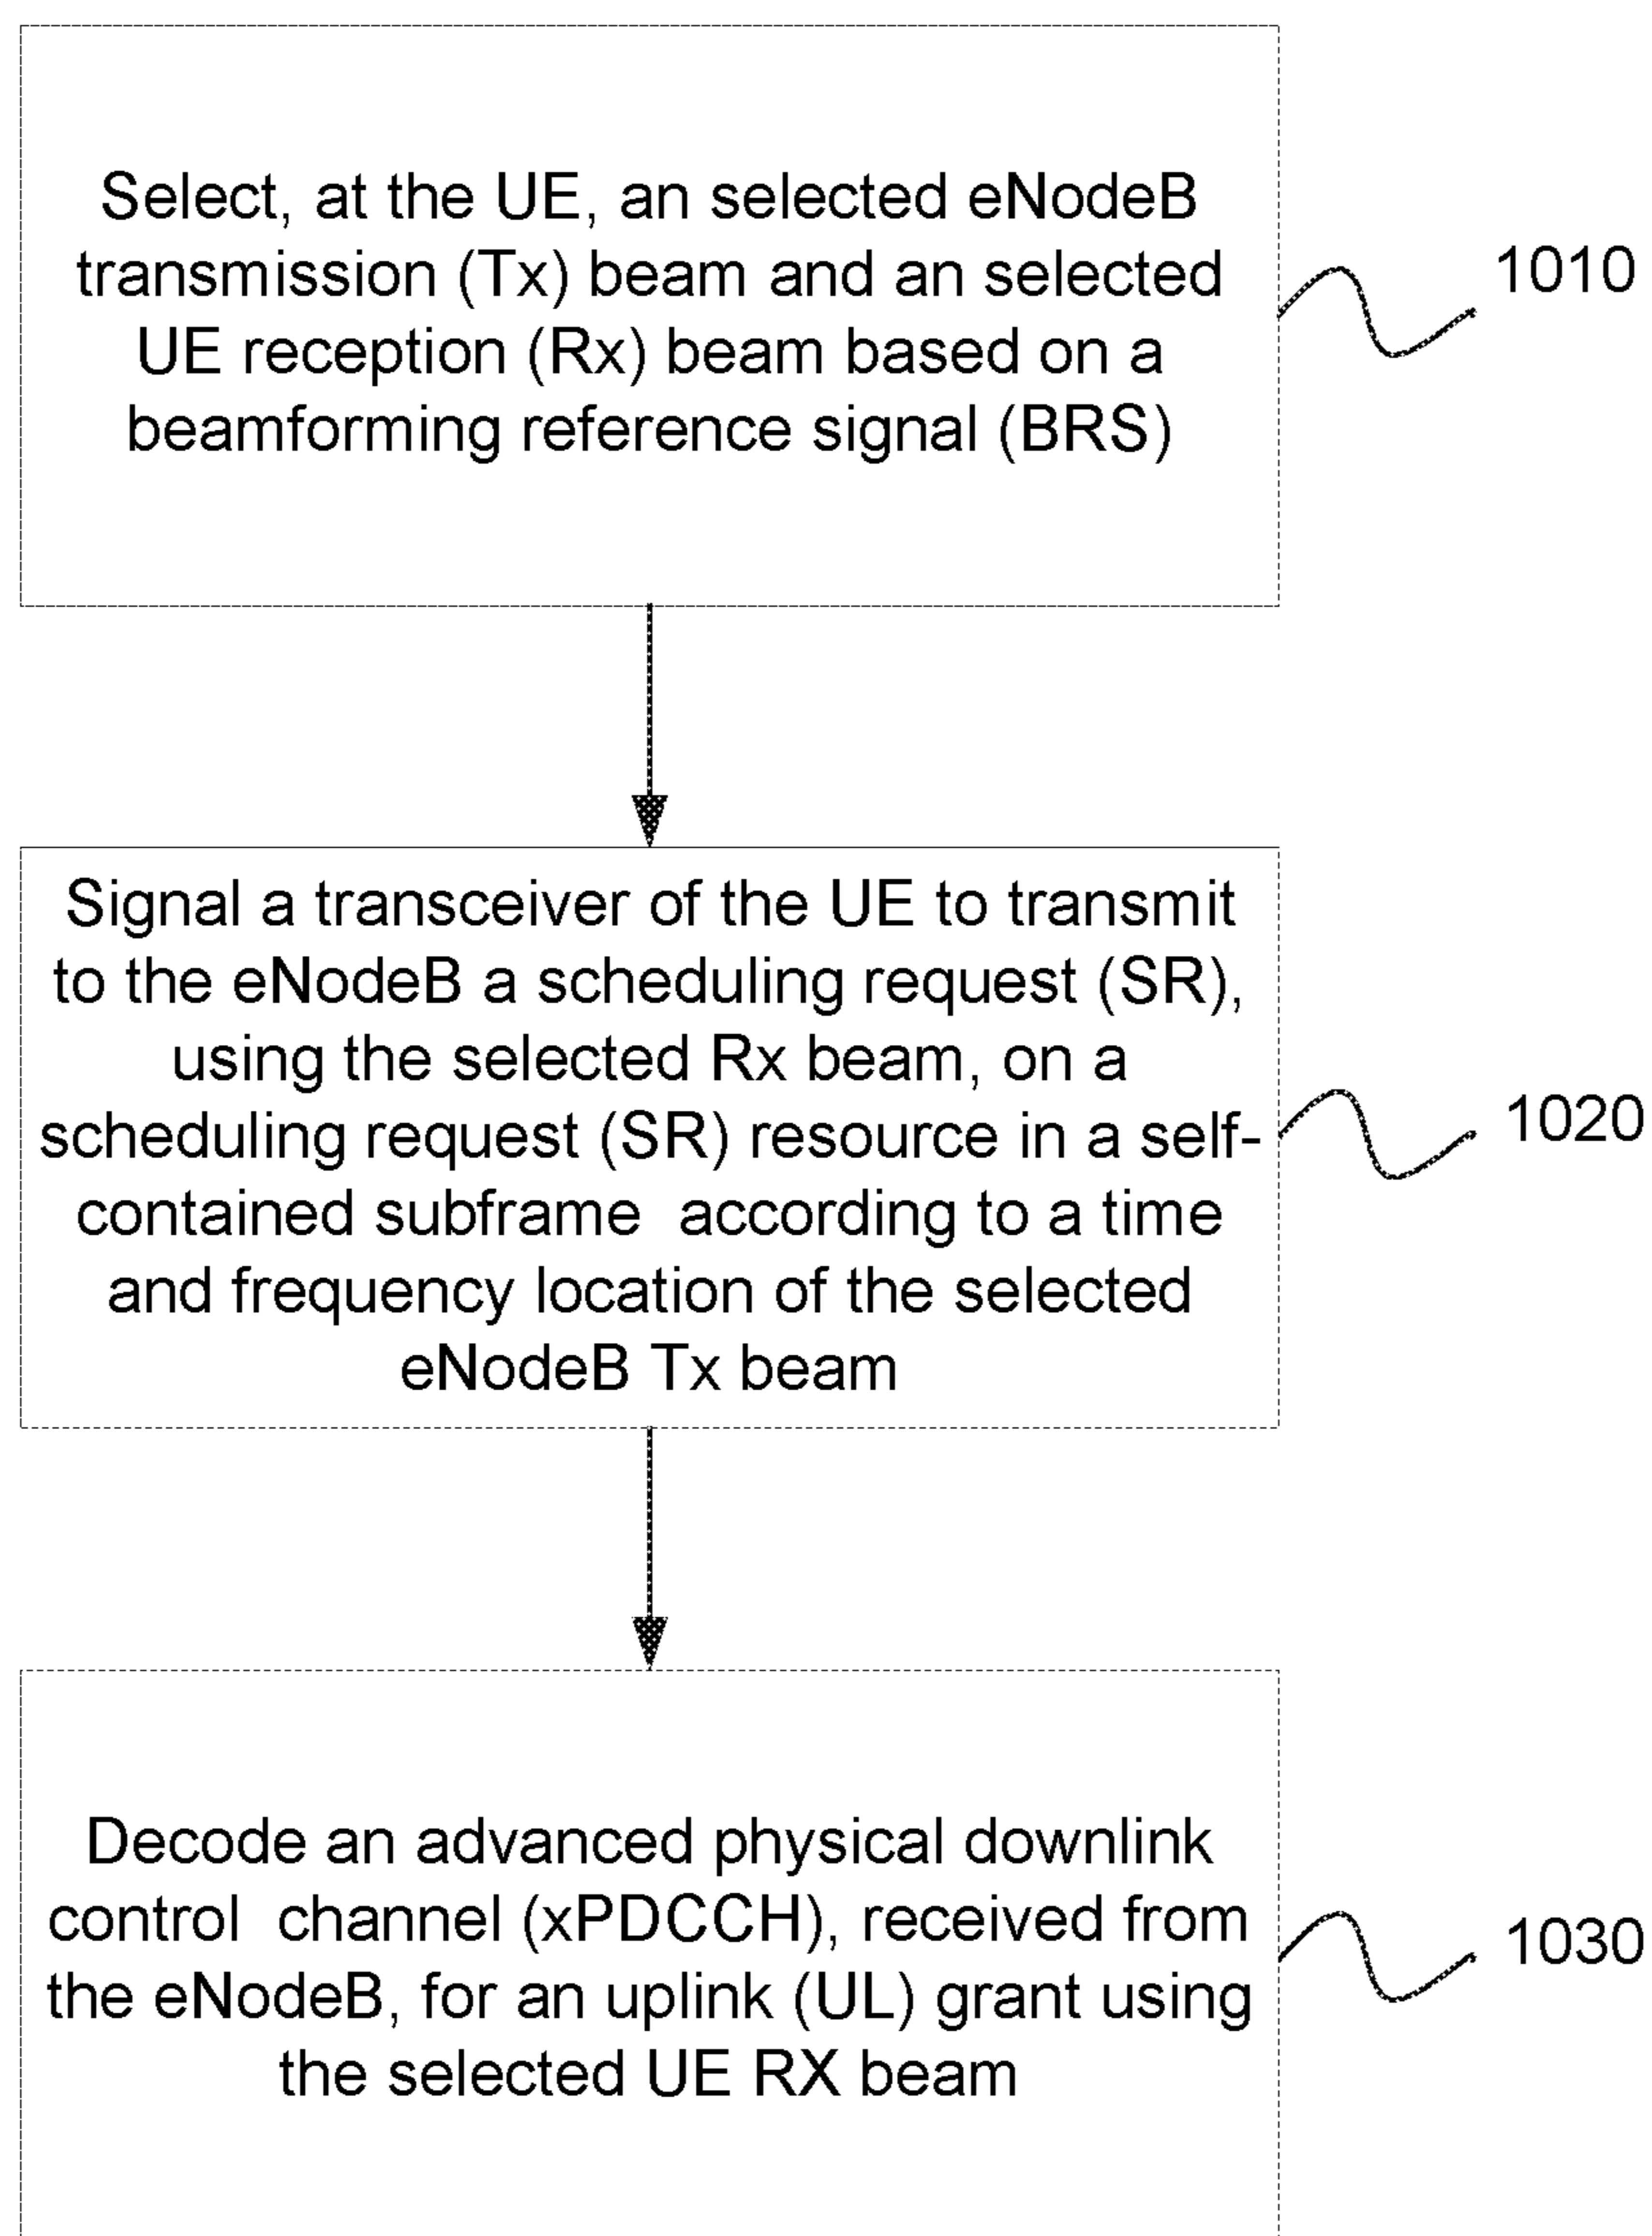 Select, at the UE, an selected eNodeB
transmission (Tx) beam and an selected
UE reception (Rx) beam based on a
beamforming reference signal (BRS)
1010
Signal a transceiver of the UE to transmit
to the eNodeB a scheduling request (SR),
using the selected Rx beam, on a
scheduling request (SR) resource in a self-
contained subframe according to a time
and frequency location of the selected
eNodeB Tx beam
1020
Decode an advanced physical downlink
control channel (xPDCCH), received from
the eNodeB, for an uplink (UL) grant using
the selected UE RX beam
1030